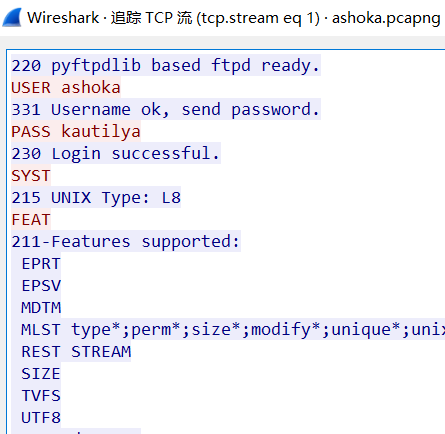 Wireshark · 追踪 TCP 流 (tcp.stream eq 1) · ashoka.pcapng
220 pyftpdlib based ftpd ready.
USER ashoka
331 Username ok, send password.
PASS kautilya
230 Login successful.
SYST
215 UNIX Type: L8
FEAT
211-Features supported:
EPRT
EPSV
MDTM
MLST type*;perm*;size*;modify*;unique*;unix
REST STREAM
SIZE
TVFS
UTF8